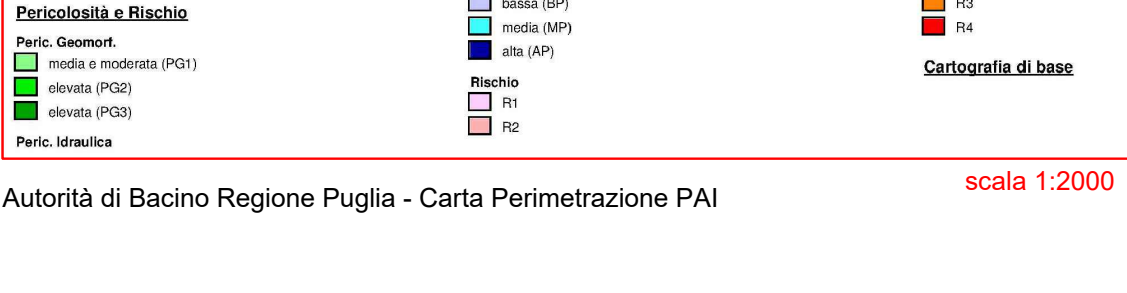 Pericolosità e Rischio
Peric. Geomorf.
media e moderata (PG1)
elevata (PG2)
elevata (PG3)
Peric. Idraulica
bassa (BP)
media (MP)
alta (AP)
Rischio
R1
R2
R3
R4
Cartografia di base
scala 1:2000
Autorità di Bacino Regione Puglia - Carta Perimetrazione PAI